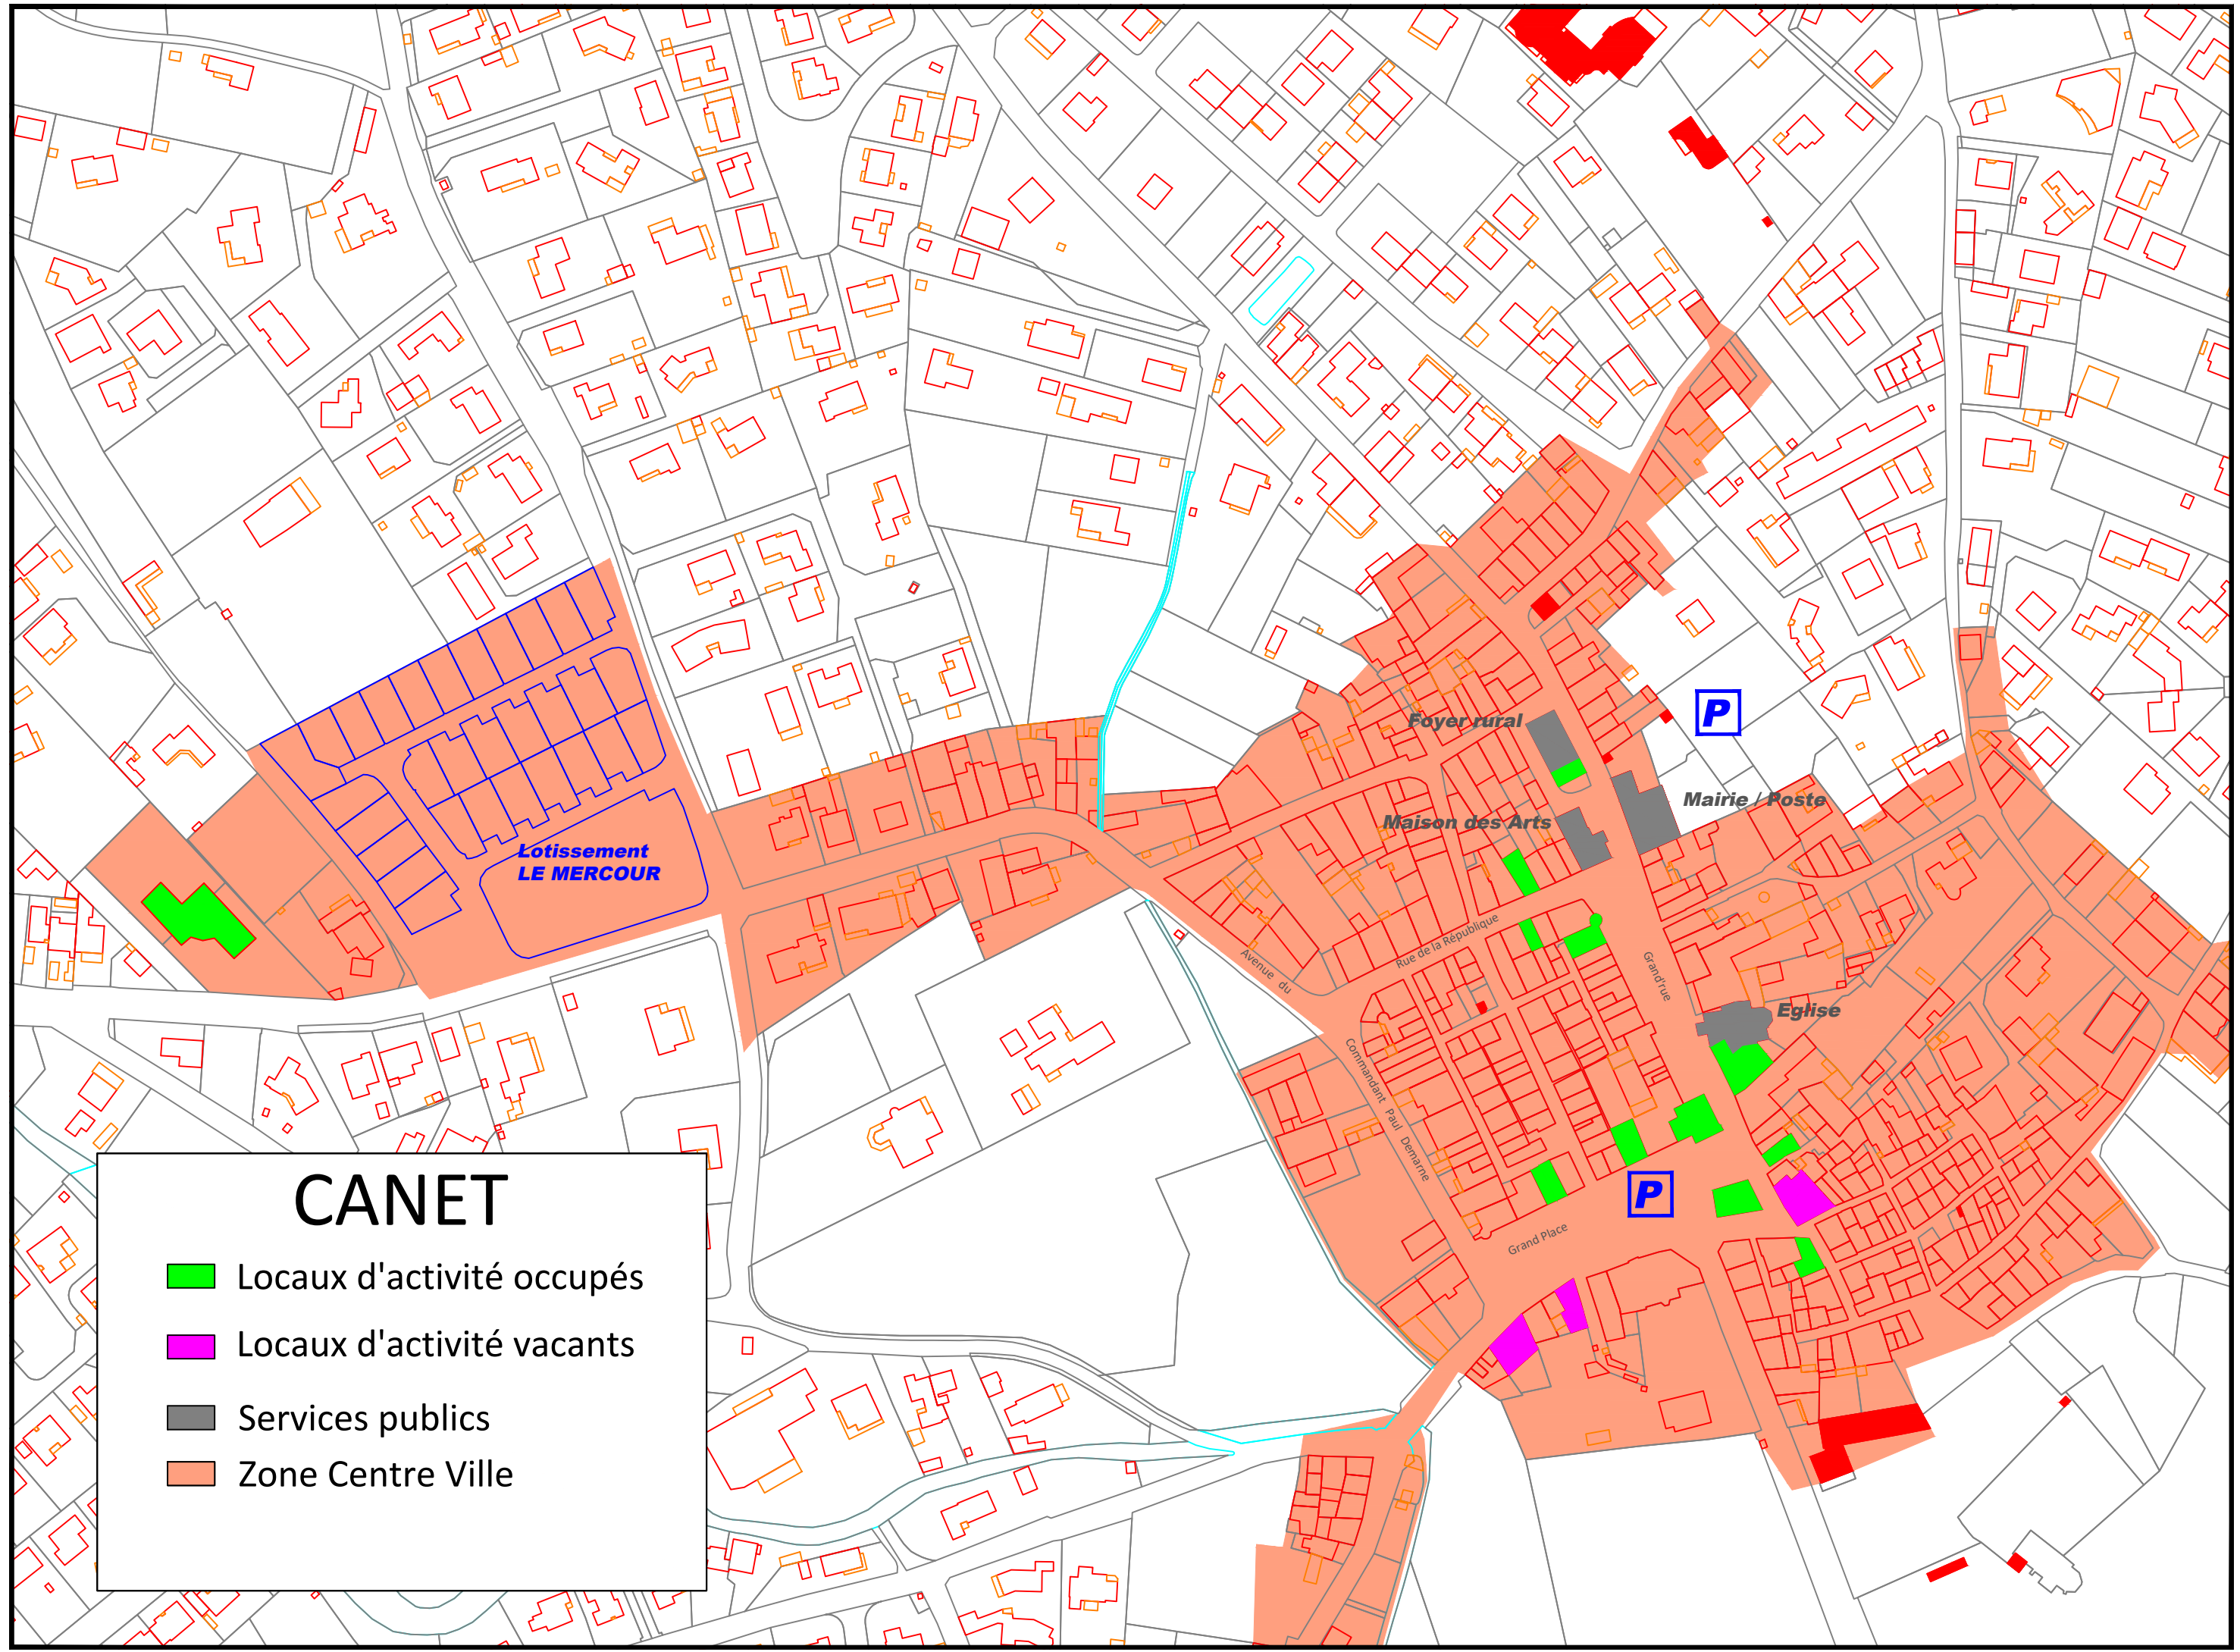 Foyer rural
P
Mairie / Poste
Maison des Arts
Lotissement
LE MERCOUR
Rue de la République
Avenue du
Commandant Paul Demarne
Grand'rue
Eglise
P
Grand Place
CANET
Locaux d'activité occupés
Locaux d'activité vacants
Services publics
Zone Centre Ville